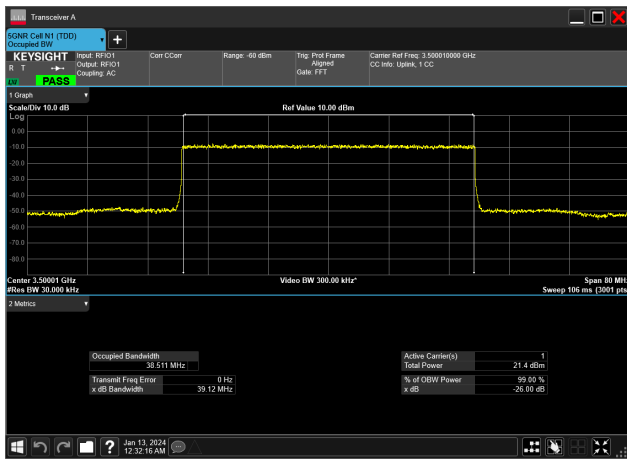 Transceiver A
5GNR Cell N1 (TDD)
Occupied BW
KEYSIGHT
R T
PASS
Input: RFIO1
Output: RFIO1
Coupling: AC
Corr CCorr
Range: -60 dBm
Trig: Prot Frame
Aligned
Gate: FFT
Carrier Ref Freq: 3.500010000 GHz
CC Info: Uplink, 1 CC
1 Graph
Scale/Div 10.0 dB
Ref Value 10.00 dBm
Log
0.00
-10.0
-20.0
-30.0
-40.0
-50.0
-60.0
-70.0
-80.0
Center 3.50001 GHz
Video BW 300.00 kHz*
Span 80 MHz
#Res BW 30.000 kHz
Sweep 106 ms (3001 pts
2 Metrics
Occupied Bandwidth
38.511 MHz
Active Carrier(s) 1
Total Power 21.4 dBm
Transmit Freq Error 0 Hz
x dB Bandwidth 39.12 MHz
% of OBW Power 99.00 %
x dB -26.00 dB
Jan 13, 2024
12:32:16 AM